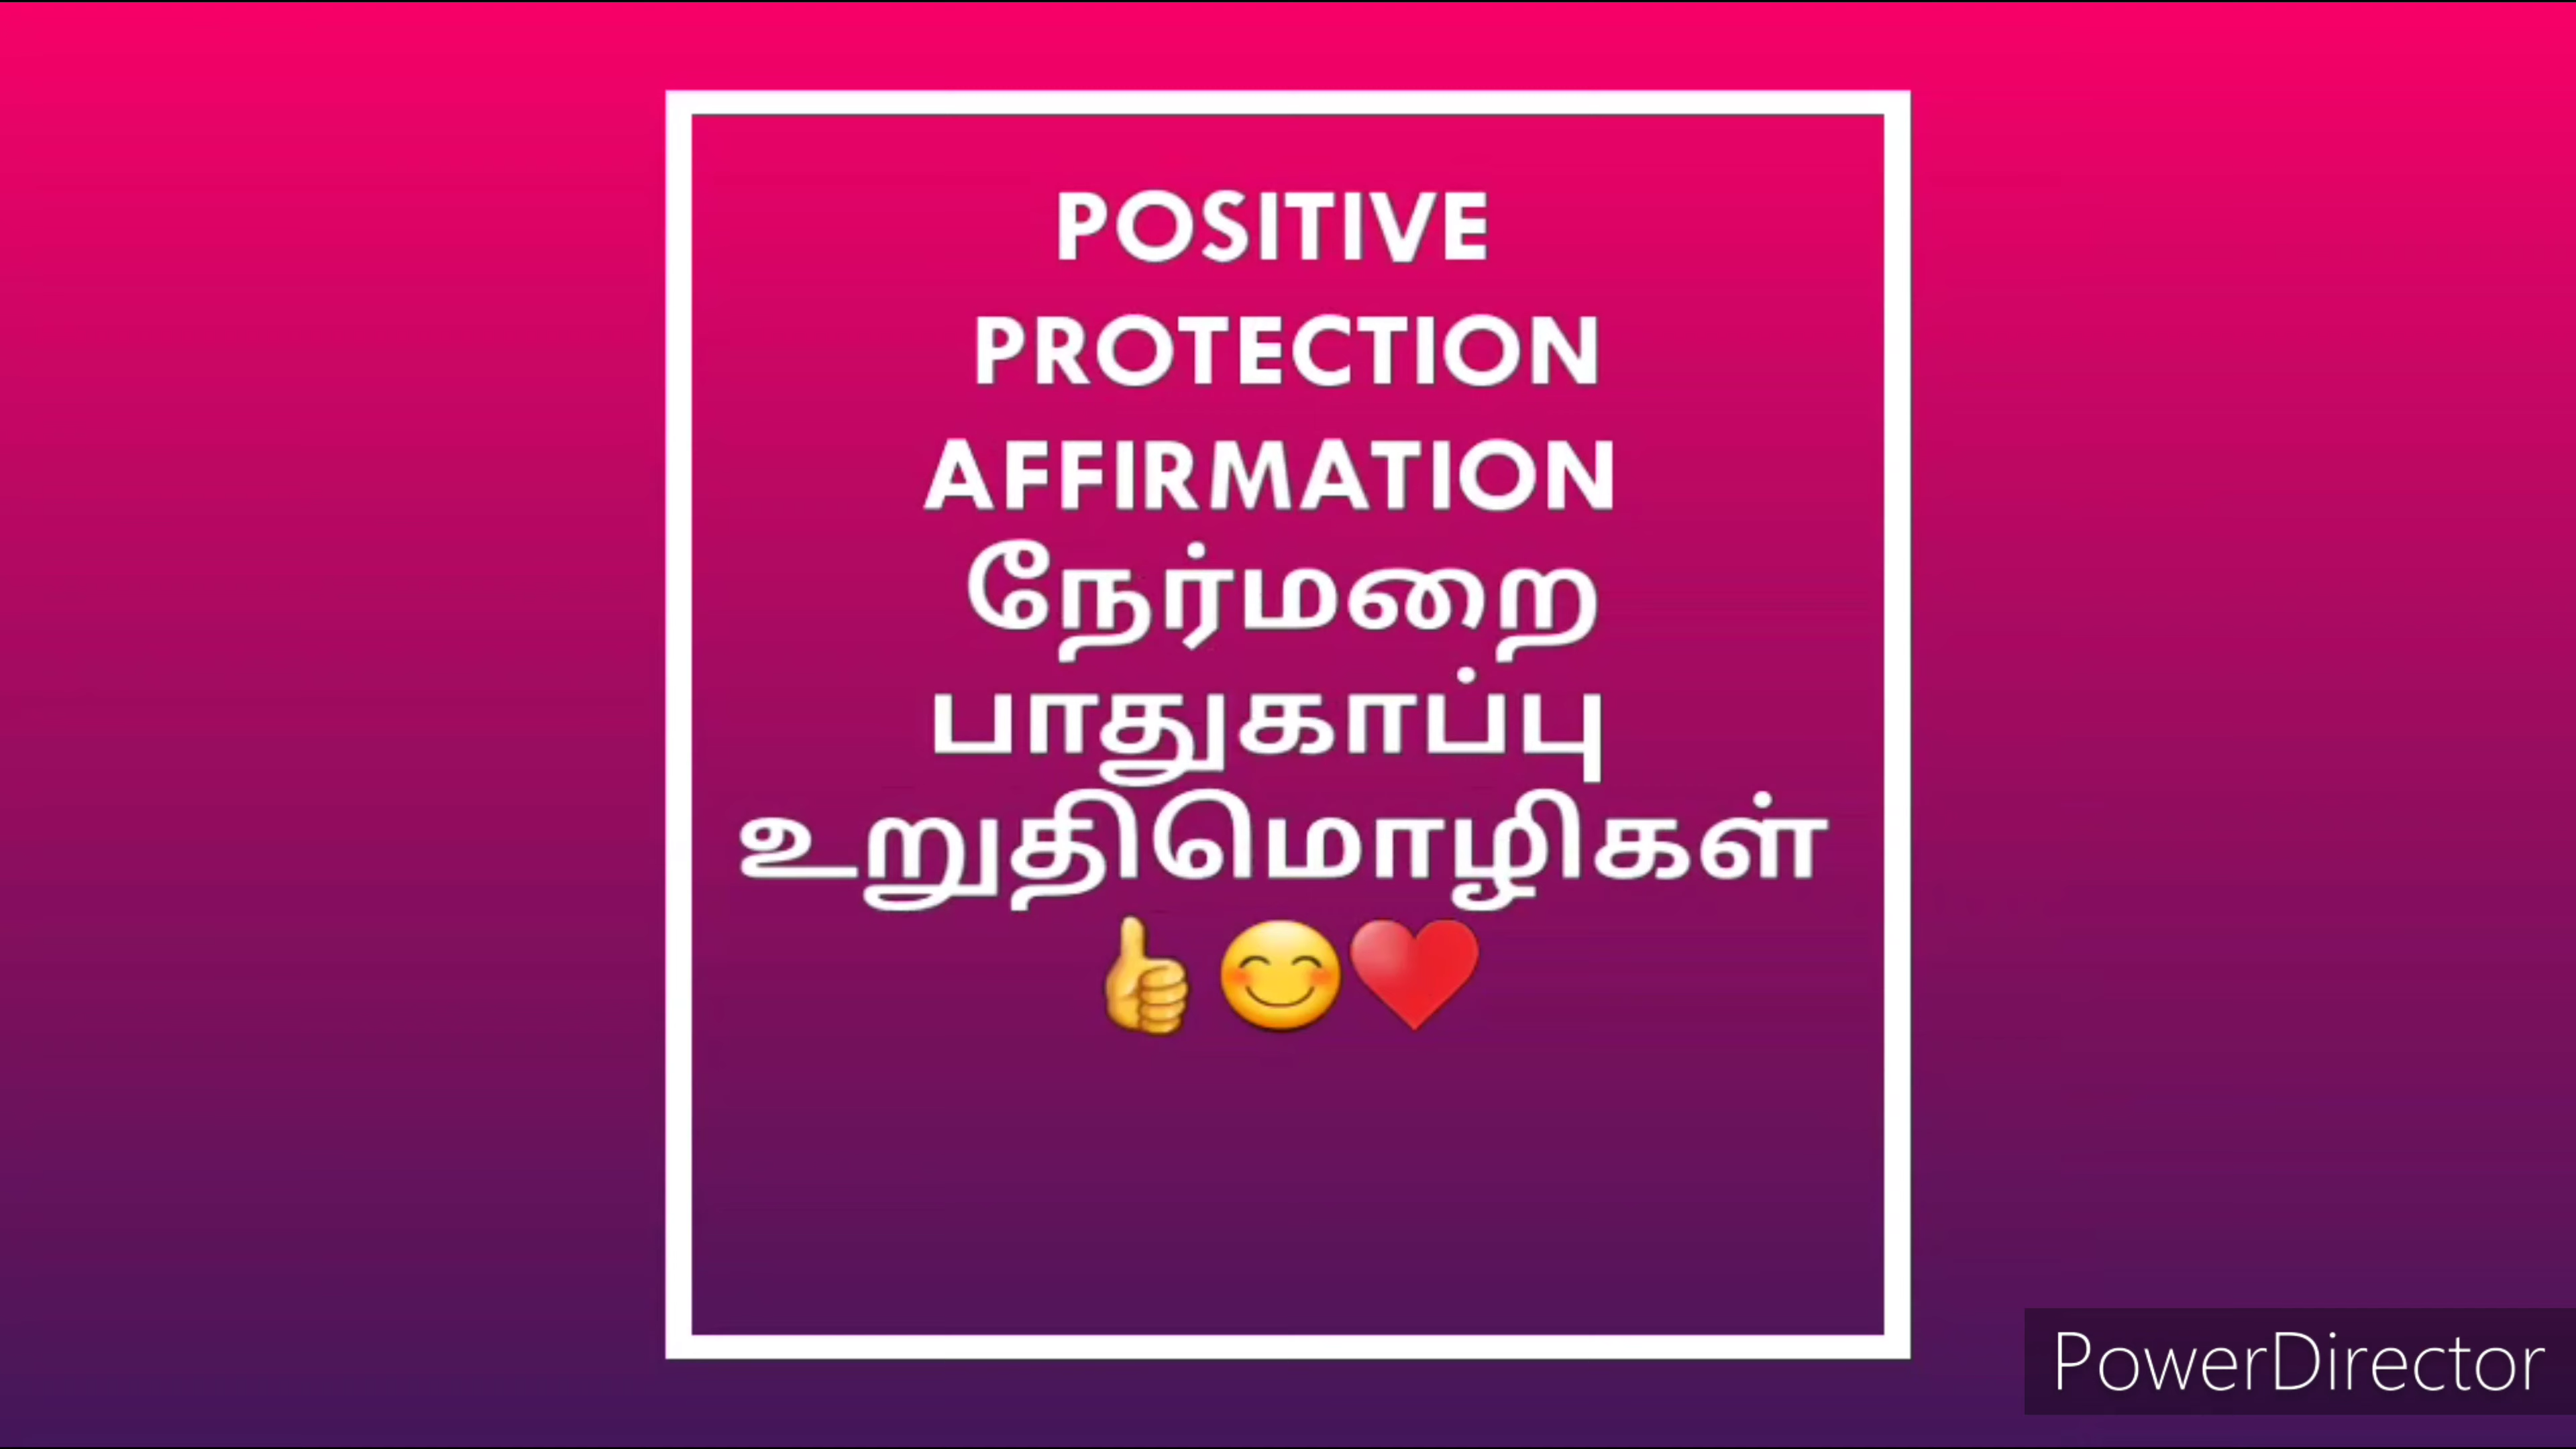 POSITIVE
PROTECTION
AFFIRMATION
நேர்மறை
பாதுகாப்பு
உறுதிமொழிகள்
👍😊❤️
PowerDirector